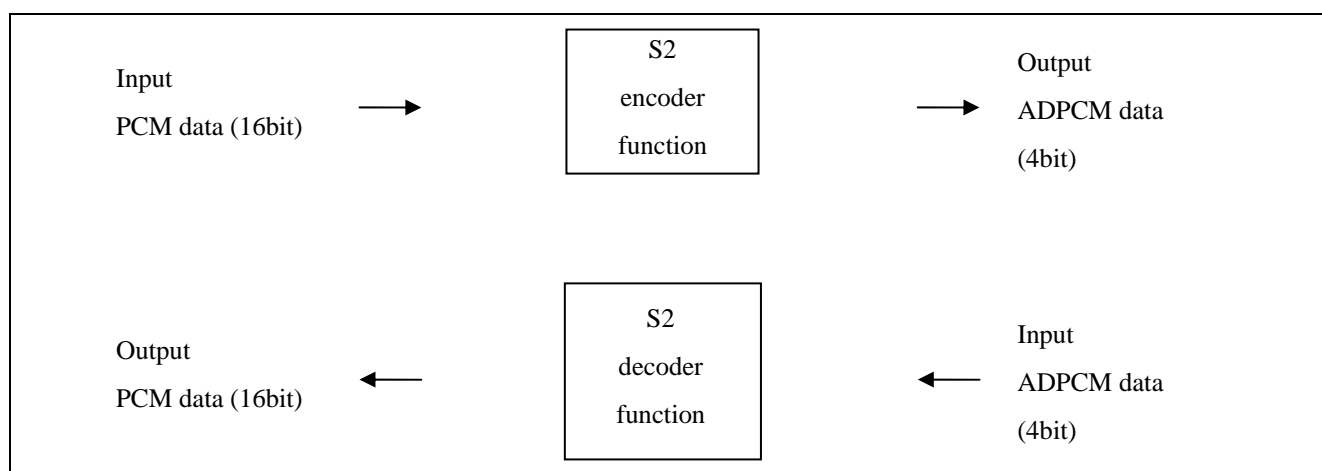 Input
PCM data (16bit)
S2
encoder
function
Output
ADPCM data
(4bit)
Output
PCM data (16bit)
S2
decoder
function
Input
ADPCM data
(4bit)